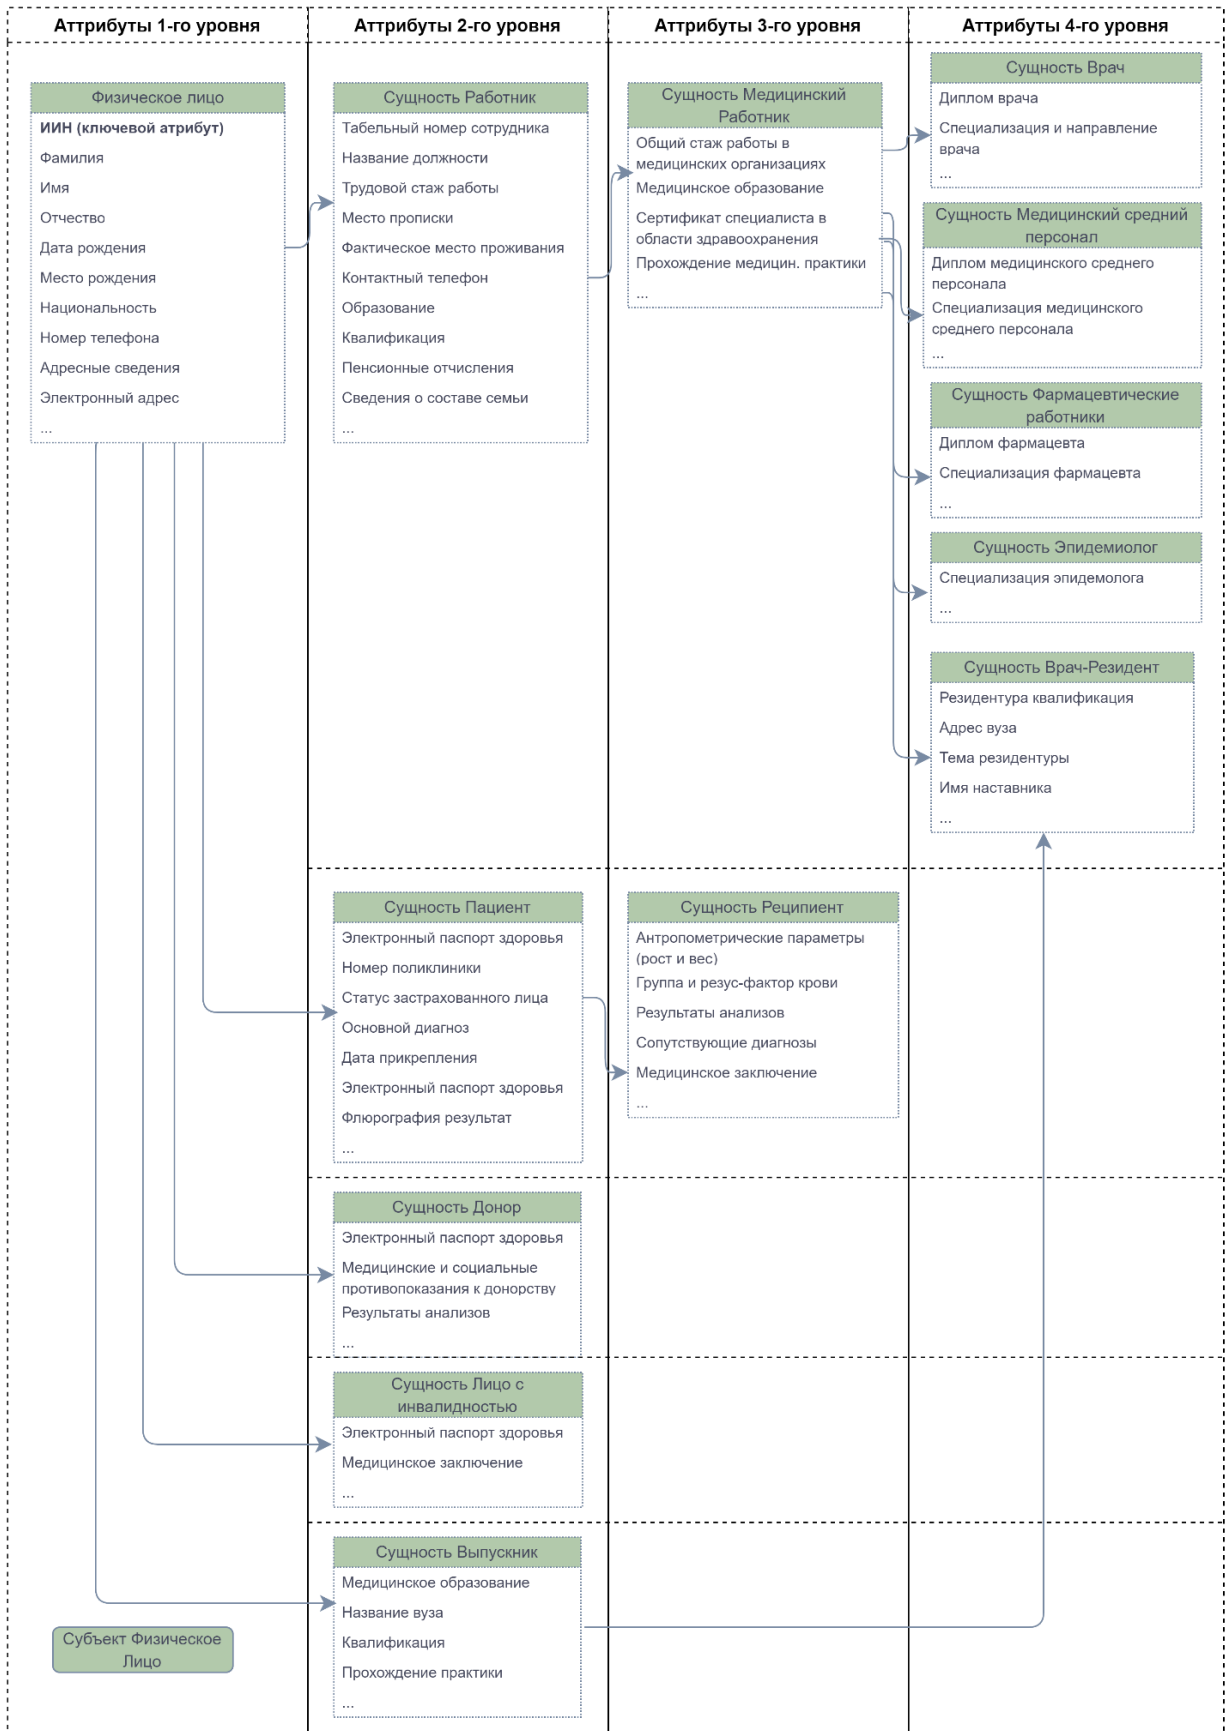 Аттрибуты 1-го уровня
Аттрибуты 2-го уровня
Аттрибуты 3-го уровня
Аттрибуты 4-го уровня
Физическое лицо
ИИН (ключевой атрибут)
Фамилия
Имя
Отчество
Дата рождения
Место рождения
Национальность
Номер телефона
Адресные сведения
Электронный адрес
...
Сущность Работник
Табельный номер сотрудника
Название должности
Трудовой стаж работы
Место прописки
Фактическое место проживания
Контактный телефон
Образование
Квалификация
Пенсионные отчисления
Сведения о составе семьи
...
Сущность Медицинский
Работник
Общий стаж работы в
медицинских организациях
Медицинское образование
Сертификат специалиста в
области здравоохранения
Прохождение медицин. практики
...
Сущность Врач
Диплом врача
Специализация и направление
врача
...
Сущность Медицинский средний
персонал
Диплом медицинского среднего
персонала
Специализация медицинского
среднего персонала
...
Сущность Фармацевтические
работники
Диплом фармацевта
Специализация фармацевта
...
Сущность Эпидемиолог
Специализация эпидемолога
...
Сущность Врач-Резидент
Резидентура квалификация
Адрес вуза
Тема резидентуры
Имя наставника
...
Сущность Пациент
Электронный паспорт здоровья
Номер поликлиники
Статус застрахованного лица
Основной диагноз
Дата прикрепления
Электронный паспорт здоровья
Флюрография результат
...
Сущность Реципиент
Антропометрические параметры
(рост и вес)
Группа и резус-фактор крови
Результаты анализов
Сопутствующие диагнозы
Медицинское заключение
...
Сущность Донор
Электронный паспорт здоровья
Медицинские и социальные
противопоказания к донорству
Результаты анализов
...
Сущность Лицо с
инвалидностью
Электронный паспорт здоровья
Медицинское заключение
...
Сущность Выпускник
Медицинское образование
Название вуза
Квалификация
Прохождение практики
...
Субъект Физическое
Лицо